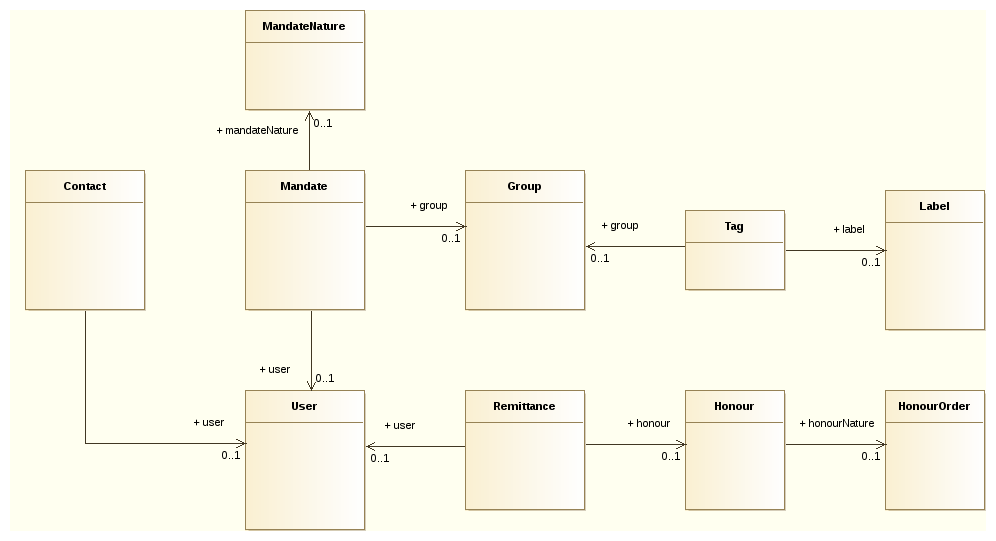 MandateNature
+ mandateNature
0..1
Contact
Mandate
Group
Tag
Label
+ group
0..1
+ group
0..1
+ label
0..1
+ user
0..1
User
Remittance
Honour
HonourOrder
+ user
0..1
+ user
0..1
+ honour
0..1
+ honourNature
0..1